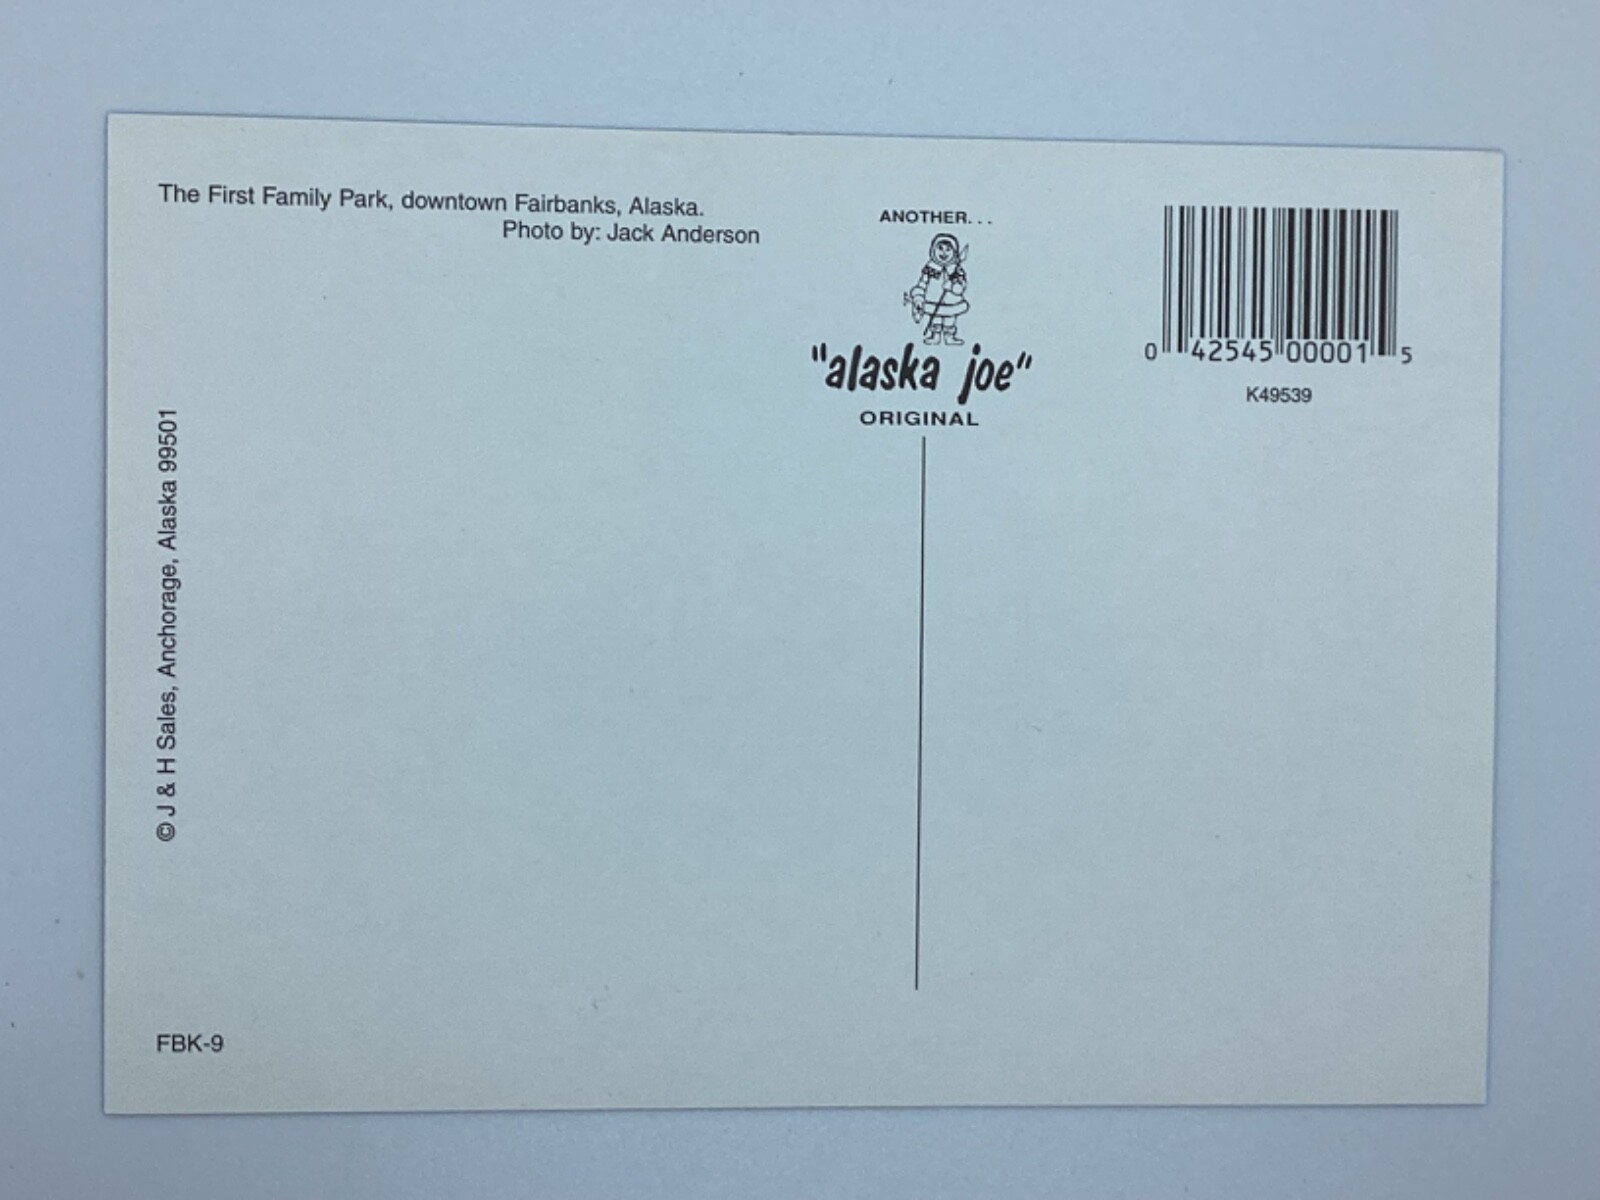 The First Family Park, downtown Fairbanks, Alaska.
Photo by: Jack Anderson
ANOTHER...
"alaska joe"
ORIGINAL
0 42545 00001 5
K49539
© J & H Sales, Anchorage, Alaska 99501
FBK-9